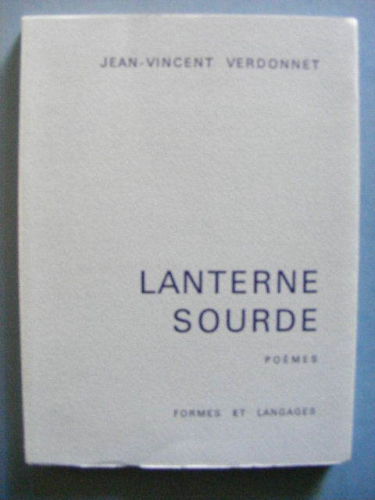 JEAN-VINCENT VERDONNET
LANTERNE
SOURDE
POÈMES
FORMES ET LANGAGES